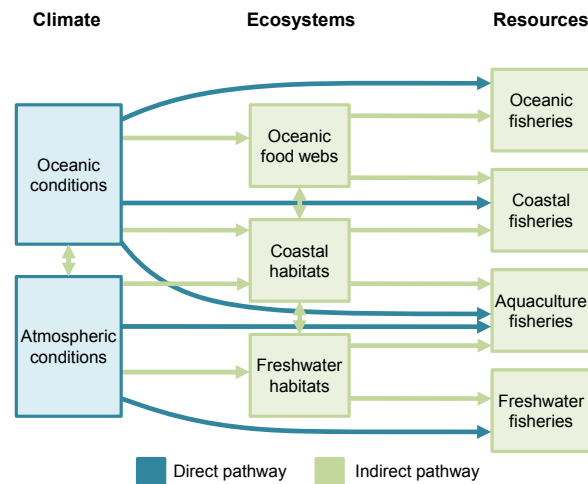 Climate
Ecosystems
Resources
Oceanic
conditions
Atmospheric
conditions
Oceanic
food webs
Coastal
habitats
Freshwater
habitats
Oceanic
fisheries
Coastal
fisheries
Aquaculture
fisheries
Freshwater
fisheries
Direct pathway
Indirect pathway